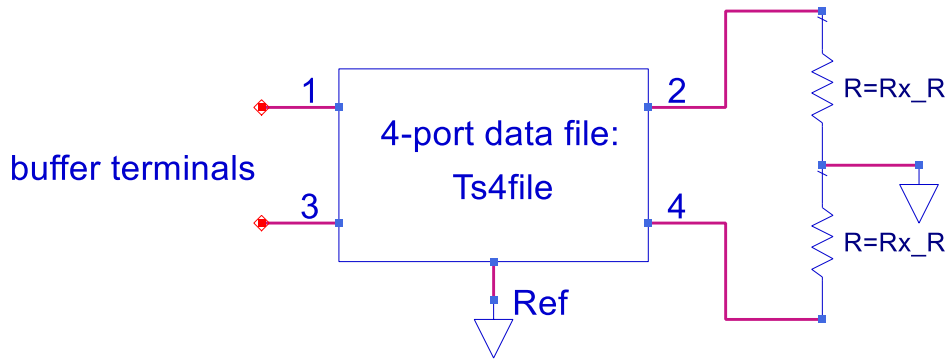 1
2
R=Rx_R
4-port data file:
buffer terminals
Ts4file
3
4
R=Rx_R
Ref